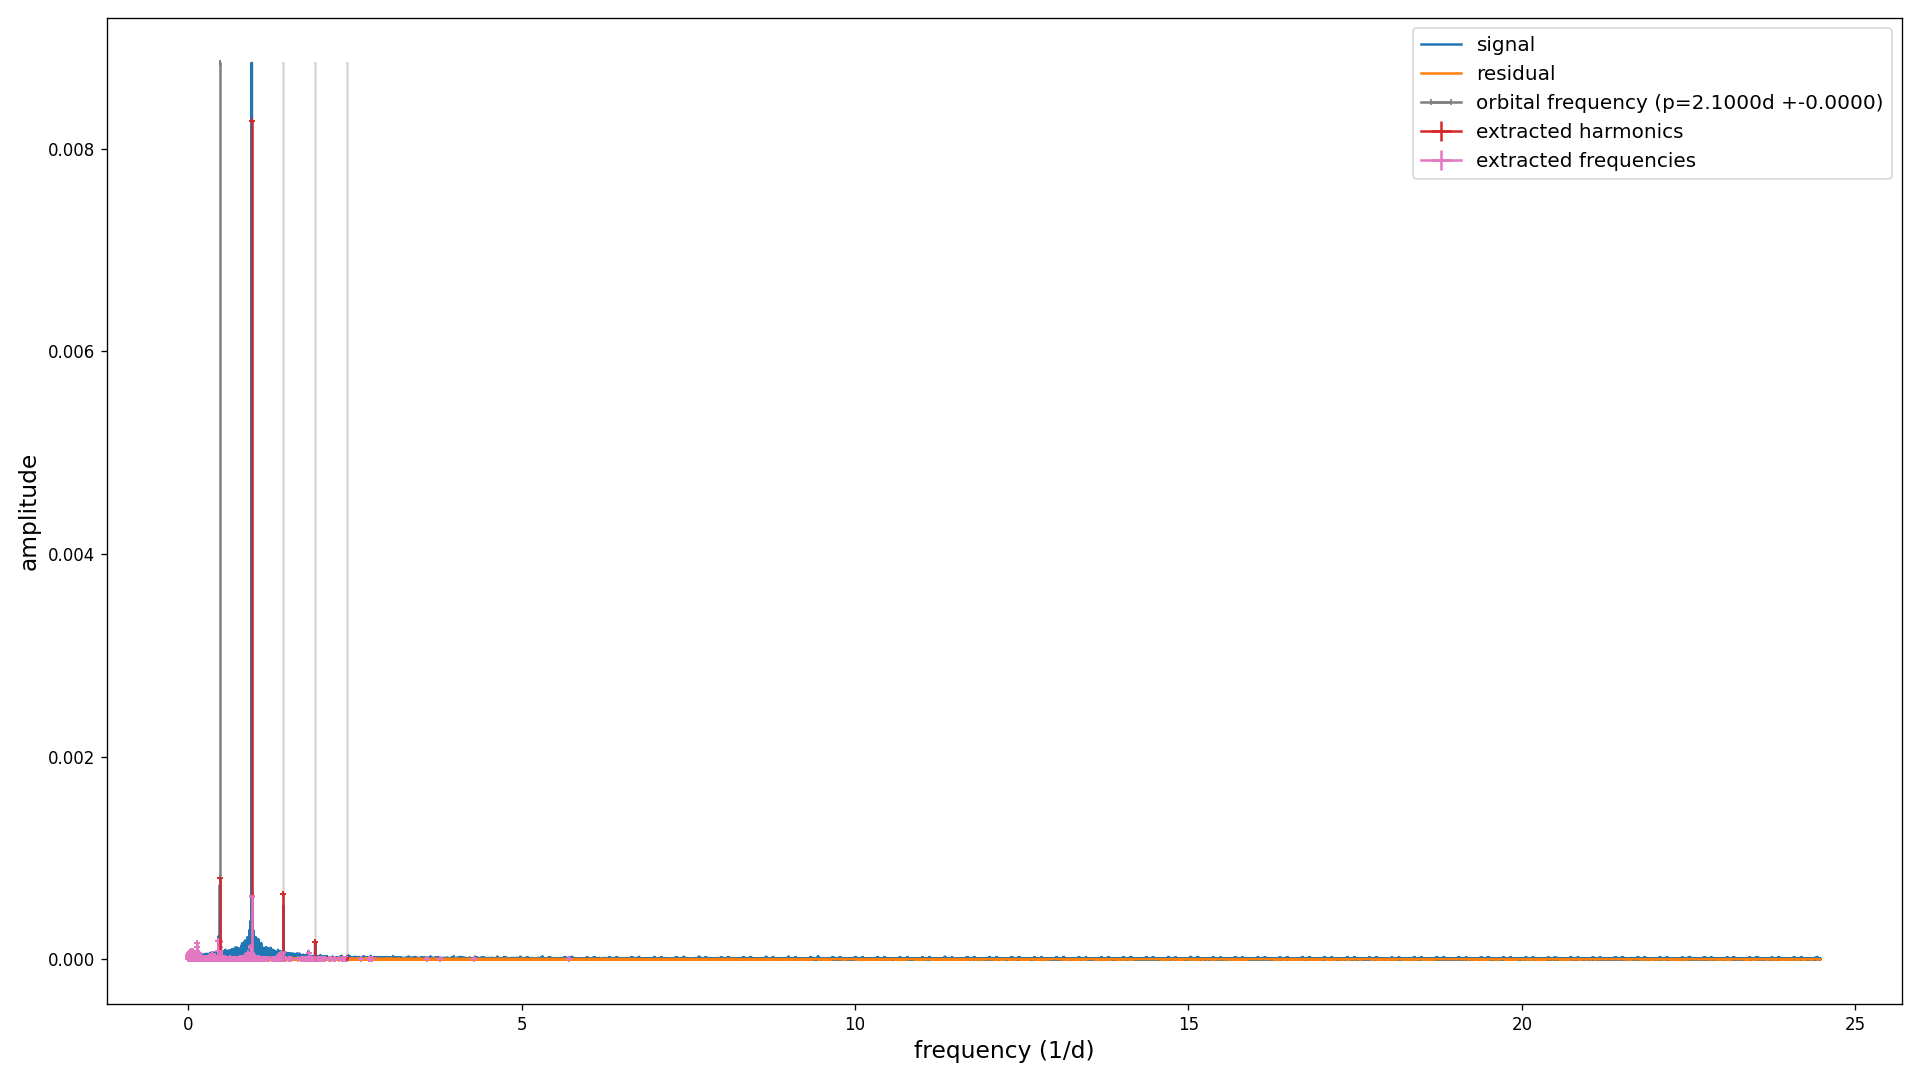 signal
residual
orbital frequency (p=2.1000d +-0.0000)
extracted harmonics
extracted frequencies
0.008
0.006
0.004
0.002
0.000
amplitude
0 5 10 15 20 25
frequency (1/d)